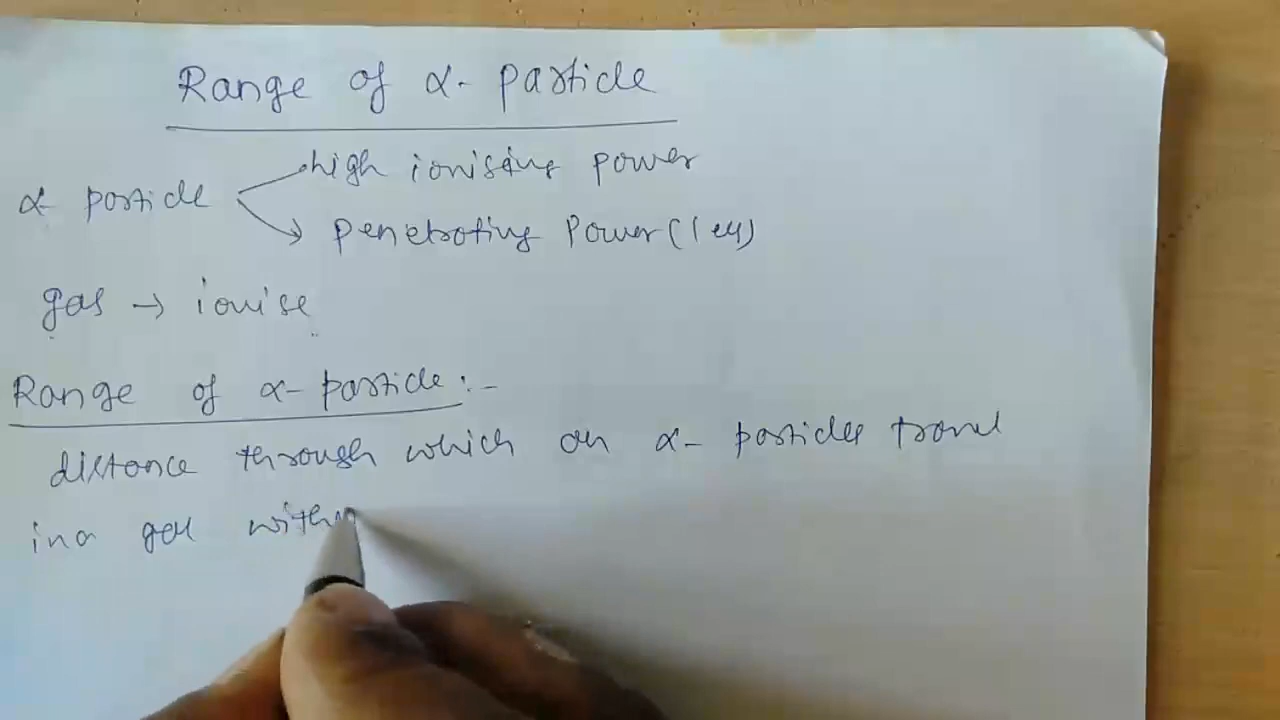 Range of α- particle
high ionising power
α particle
Penetrating Power (less)
gas → ionise
Range of α-particle :-
distance through which an α- particles travel
in a gas with